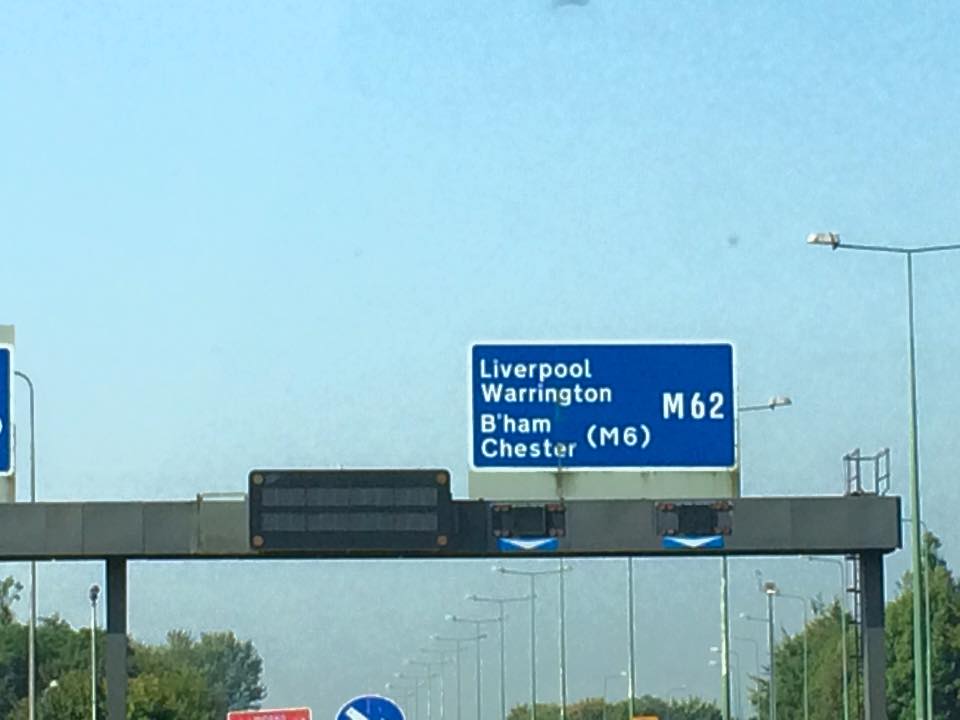 Liverpool
Warrington
M62
B'ham
Chester (M6)